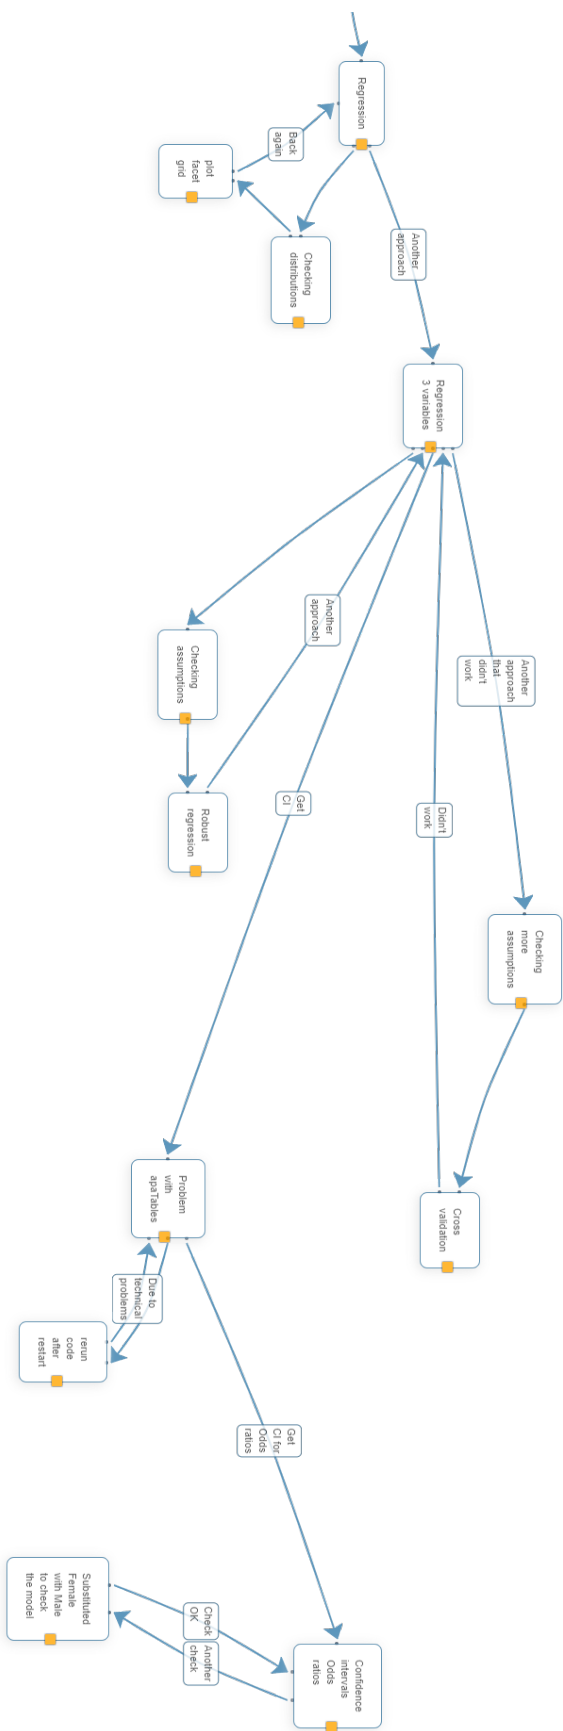 Regression
Back
again
plot
facet
grid
Checking
distributions
Another
approach
Regression
3 variables
Another
approach
Checking
assumptions
Another
approach
that
didn't
work
Get
CI
Didn't
work
Robust
regression
Checking
more
assumptions
Problem
with
apaTables
Cross
validation
Due to
technical
problems
rerun
code
after
restart
Get
CI for
Odds
ratios
Substituted
Female
with Male
to check
the model
Check
OK
Another
check
Confidence
intervals
Odds
ratios